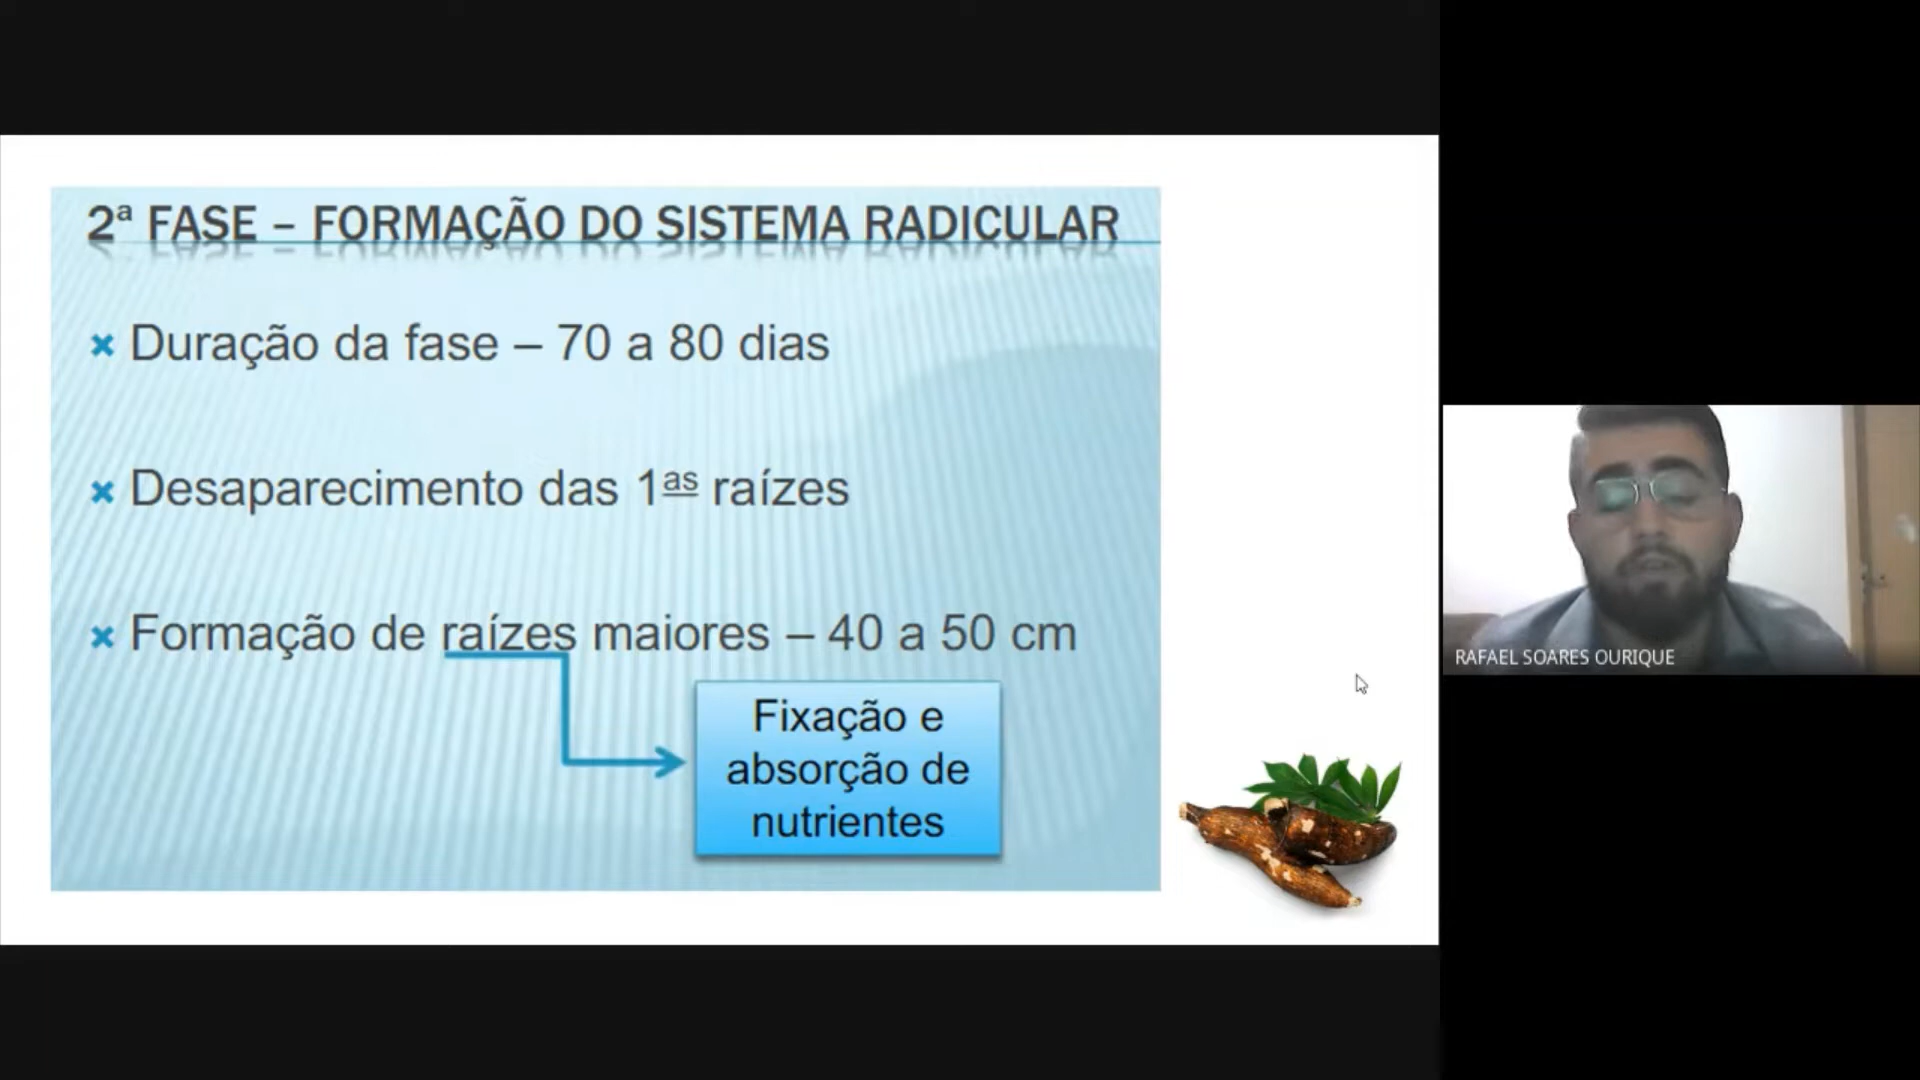 2ª FASE – FORMAÇÃO DO SISTEMA RADICULAR
Duração da fase – 70 a 80 dias
Desaparecimento das 1as raízes
Formação de raízes maiores – 40 a 50 cm
Fixação e
absorção de
nutrientes
RAFAEL SOARES OURIQUE